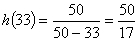 h(33) = 50/(50 − 33) = 50/17